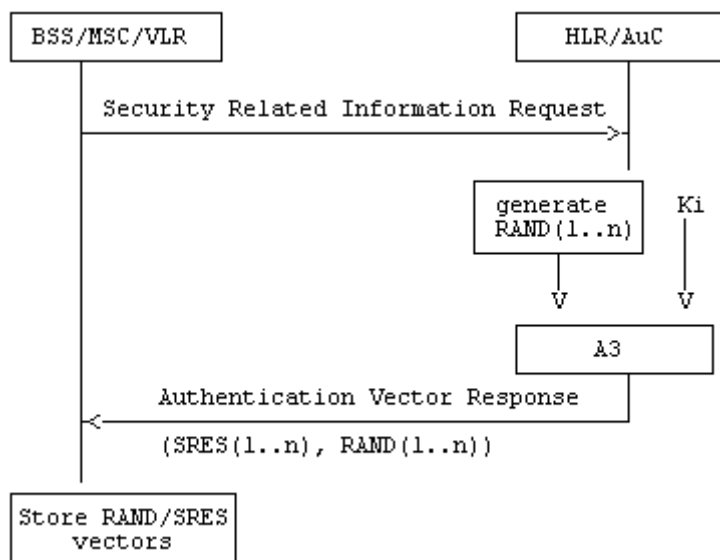 BSS/MSC/VLR
HLR/AuC
Security Related Information Request
generate
RAND(1..n)
Ki
V
V
A3
Authentication Vector Response
(SRES(1..n), RAND(1..n))
Store RAND/SRES
vectors